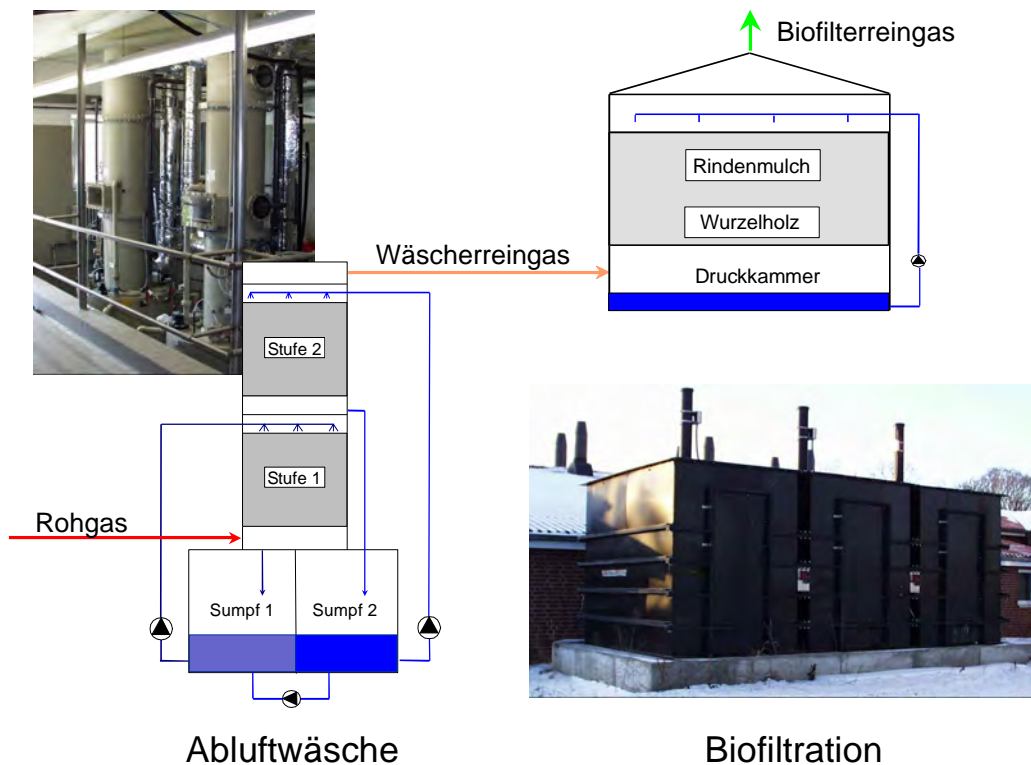 Biofilterreingas
Rindenmulch
Wurzelholz
Wäscherreingas
Druckkammer
Stufe 2
Stufe 1
Rohgas
Sumpf 1
Sumpf 2
Abluftwäsche
Biofiltration